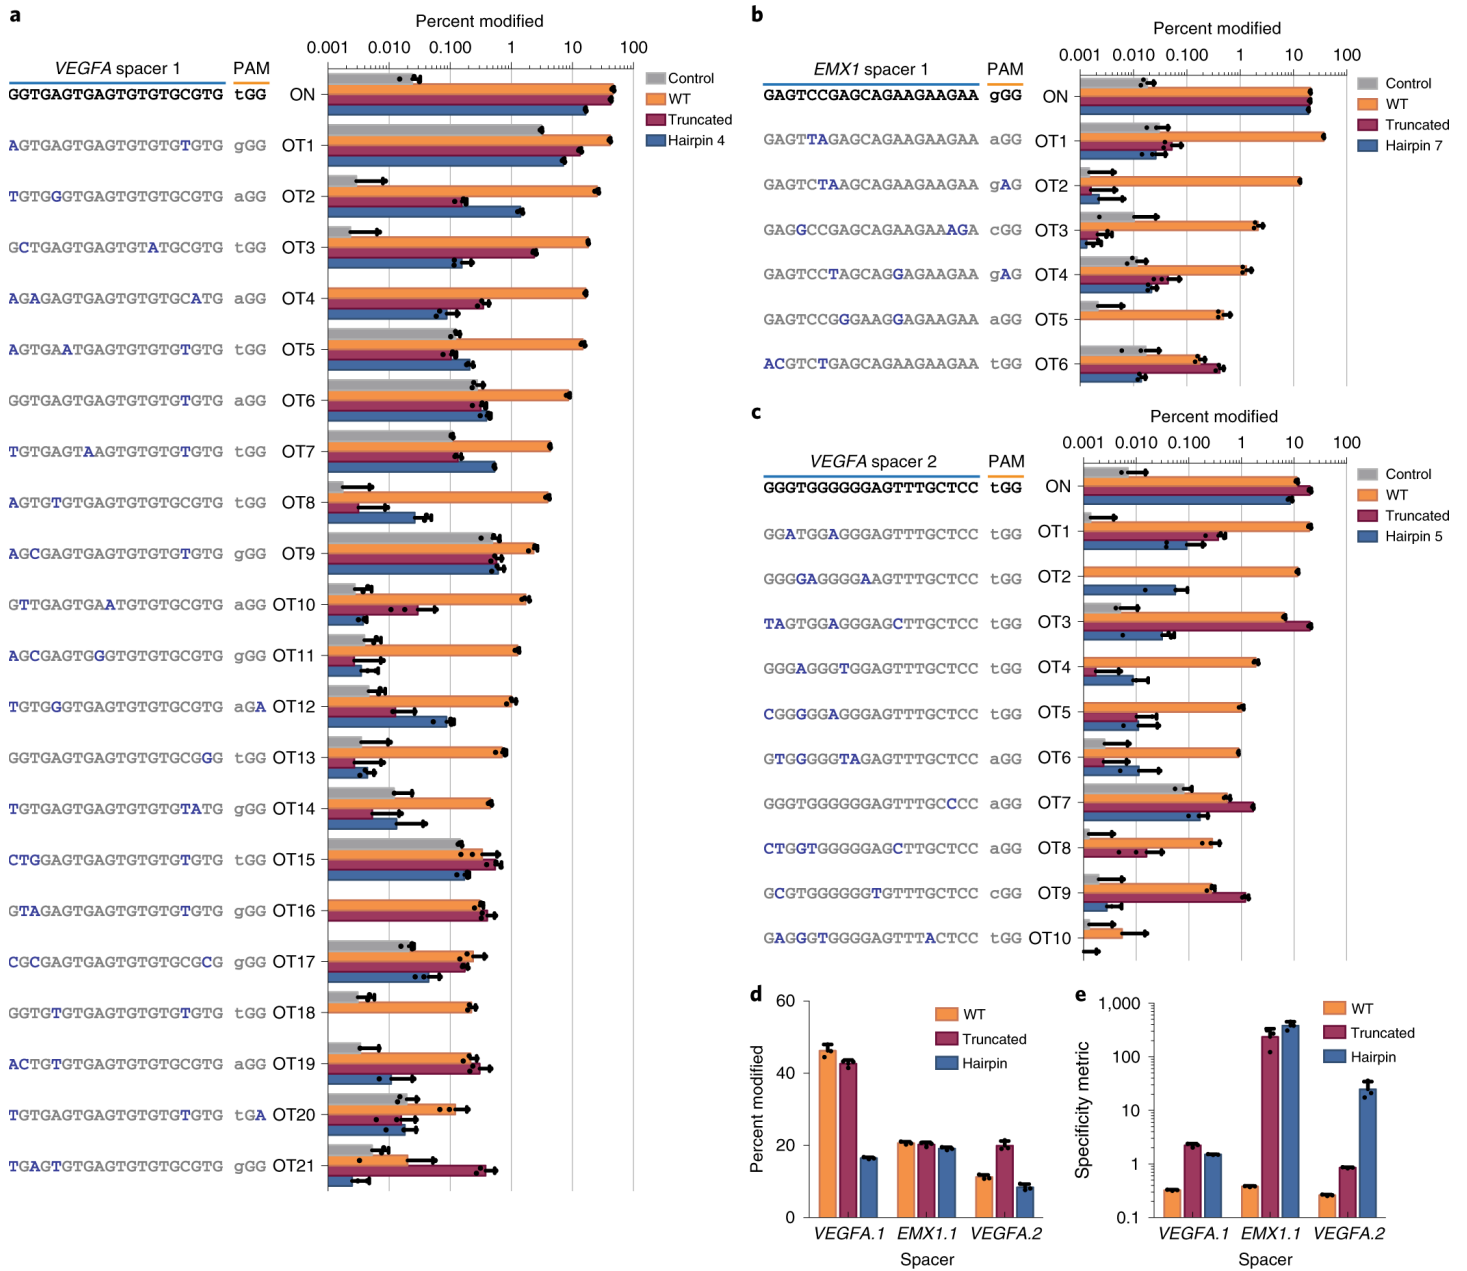 a
Percent modified
0.001 0.010 0.100 1 10 100
VEGFA spacer 1 PAM
GGTGAGTGAGTGTGTGCGTG tGG ON
AGTGAGTGAGTGTGTGTGTG gGG OT1
TGTGGGTGAGTGTGTGCGTG aGG OT2
GCTGAGTGAGTGTATGCGTG tGG OT3
AGAGAGTGAGTGTGTGCATG aGG OT4
AGTGAATGAGTGTGTGTGTG tGG OT5
GGTGAGTGAGTGTGTGTGTG aGG OT6
TGTGAGTAAGTGTGTGTGTG tGG OT7
AGTGTGTGAGTGTGTGCGTG tGG OT8
AGCGAGTGAGTGTGTGTGTG gGG OT9
GTTGAGTGAATGTGTGCGTG aGG OT10
AGCGAGTGGGTGTGTGCGTG gGG OT11
TGTGGGTGAGTGTGTGCGTG aGA OT12
GGTGAGTGAGTGTGTGCGGG tGG OT13
TGTGAGTGAGTGTGTGTATG gGG OT14
CTGGAGTGAGTGTGTGTGTG tGG OT15
GTAGAGTGAGTGTGTGTGTG gGG OT16
CGCGAGTGAGTGTGTGCGCG gGG OT17
GGTGTGTGAGTGTGTGTGTG tGG OT18
ACTGTGTGAGTGTGTGCGTG aGG OT19
TGTGAGTGAGTGTGTGTGTG tGA OT20
TGAGTGTGAGTGTGTGCGTG gGG OT21
Control
WT
Truncated
Hairpin 4
b
Percent modified
0.001 0.010 0.100 1 10 100
EMX1 spacer 1 PAM
GAGTCCGAGCAGAAGAAGAA gGG ON
GAGTTAGAGCAGAAGAAGAA aGG OT1
GAGTCTAAGCAGAAGAAGAA gAG OT2
GAGGCCGAGCAGAAGAAAGA cGG OT3
GAGTCCTAGCAGGAGAAGAA gAG OT4
GAGTCCGGGAAGGAGAAGAA aGG OT5
ACGTCTGAGCAGAAGAAGAA tGG OT6
Control
WT
Truncated
Hairpin 7
c
Percent modified
0.001 0.010 0.100 1 10 100
VEGFA spacer 2 PAM
GGGTGGGGGGAGTTTGCTCC tGG ON
GGATGGAGGGAGTTTGCTCC tGG OT1
GGGGAGGGGAAGTTTGCTCC tGG OT2
TAGTGGAGGGAGCTTGCTCC tGG OT3
GGGAGGGTGGAGTTTGCTCC tGG OT4
CGGGGGAGGGAGTTTGCTCC tGG OT5
GTGGGGGTAGAGTTTGCTCC aGG OT6
GGGTGGGGGGAGTTTGCCCC aGG OT7
CTGGTGGGGGAGCTTGCTCC aGG OT8
GCGTGGGGGGTGTTTGCTCC cGG OT9
GAGGGTGGGGAGTTTACTCC tGG OT10
Control
WT
Truncated
Hairpin 5
d
Percent modified
60
40
20
0
WT
Truncated
Hairpin
VEGFA.1 EMX1.1 VEGFA.2
Spacer
e
Specificity metric
1,000
100
10
1
0.1
WT
Truncated
Hairpin
VEGFA.1 EMX1.1 VEGFA.2
Spacer